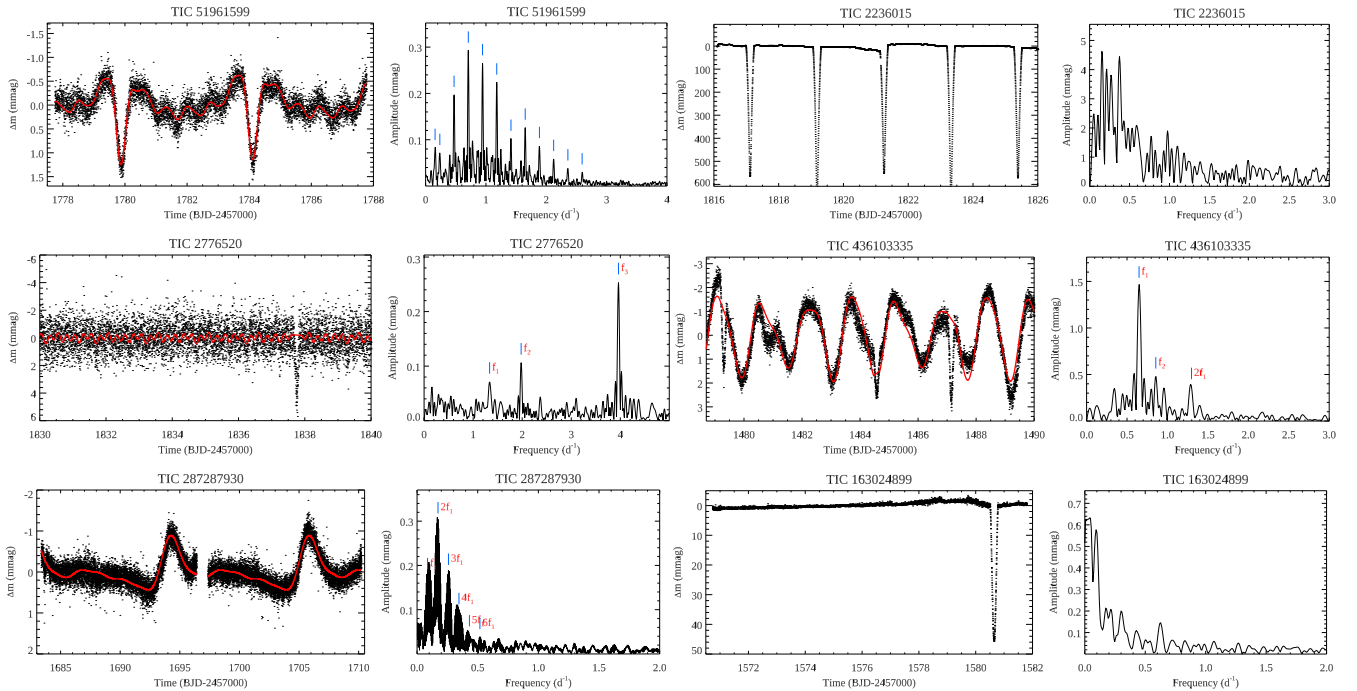 TIC 51961599
TIC 51961599
TIC 2236015
TIC 2236015
-1.5
-1.0
-0.5
0.0
0.5
1.0
1.5
Δm (mmag)
1778 1780 1782 1784 1786 1788
Time (BJD-2457000)
0.3
0.2
0.1
Amplitude (mmag)
0 1 2 3 4
Frequency (d⁻¹)
0
100
200
300
400
500
600
Δm (mmag)
1816 1818 1820 1822 1824 1826
Time (BJD-2457000)
5
4
3
2
1
0
Amplitude (mmag)
0.0 0.5 1.0 1.5 2.0 2.5 3.0
Frequency (d⁻¹)
TIC 2776520
TIC 2776520
TIC 436103335
TIC 436103335
-6
-4
-2
0
2
4
6
Δm (mmag)
1830 1832 1834 1836 1838 1840
Time (BJD-2457000)
0.3
0.2
0.1
0.0
Amplitude (mmag)
f₁
f₂
f₃
0 1 2 3 4
Frequency (d⁻¹)
-3
-2
-1
0
1
2
3
Δm (mmag)
1480 1482 1484 1486 1488 1490
Time (BJD-2457000)
1.5
1.0
0.5
0.0
Amplitude (mmag)
f₁
f₂
2f₁
0.0 0.5 1.0 1.5 2.0 2.5 3.0
Frequency (d⁻¹)
TIC 287287930
TIC 287287930
TIC 163024899
TIC 163024899
-2
-1
0
1
2
Δm (mmag)
1685 1690 1695 1700 1705 1710
Time (BJD-2457000)
0.3
0.2
0.1
Amplitude (mmag)
2f₁
3f₁
4f₁
5f₁
6f₁
0.0 0.5 1.0 1.5 2.0
Frequency (d⁻¹)
0
10
20
30
40
50
Δm (mmag)
1572 1574 1576 1578 1580 1582
Time (BJD-2457000)
0.7
0.6
0.5
0.4
0.3
0.2
0.1
Amplitude (mmag)
0.0 0.5 1.0 1.5 2.0
Frequency (d⁻¹)